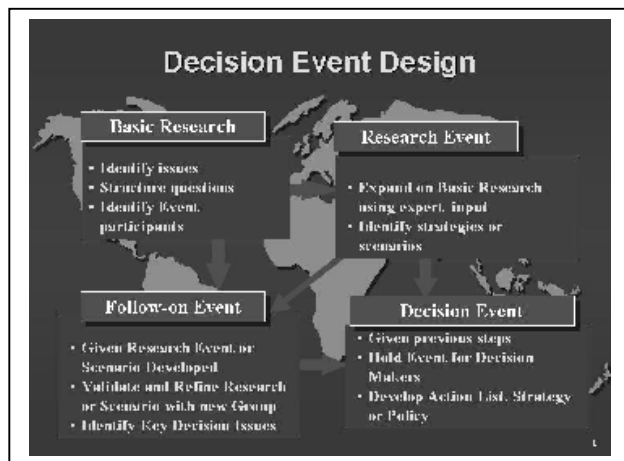 Decision Event Design
Basic Research
• Identify issues
• Structure questions
• Identify Event
participants
Research Event
• Expand on Basic Research
using expert input
• Identify strategies or
scenarios
Follow-on Event
• Given Research Event or
Scenario Developed
• Validate and Refine Research
or Scenario with new Group
• Identify Key Decision Issues
Decision Event
• Given previous steps
• Hold Event for Decision
Makers
• Develop Action List, Strategy
or Policy
1